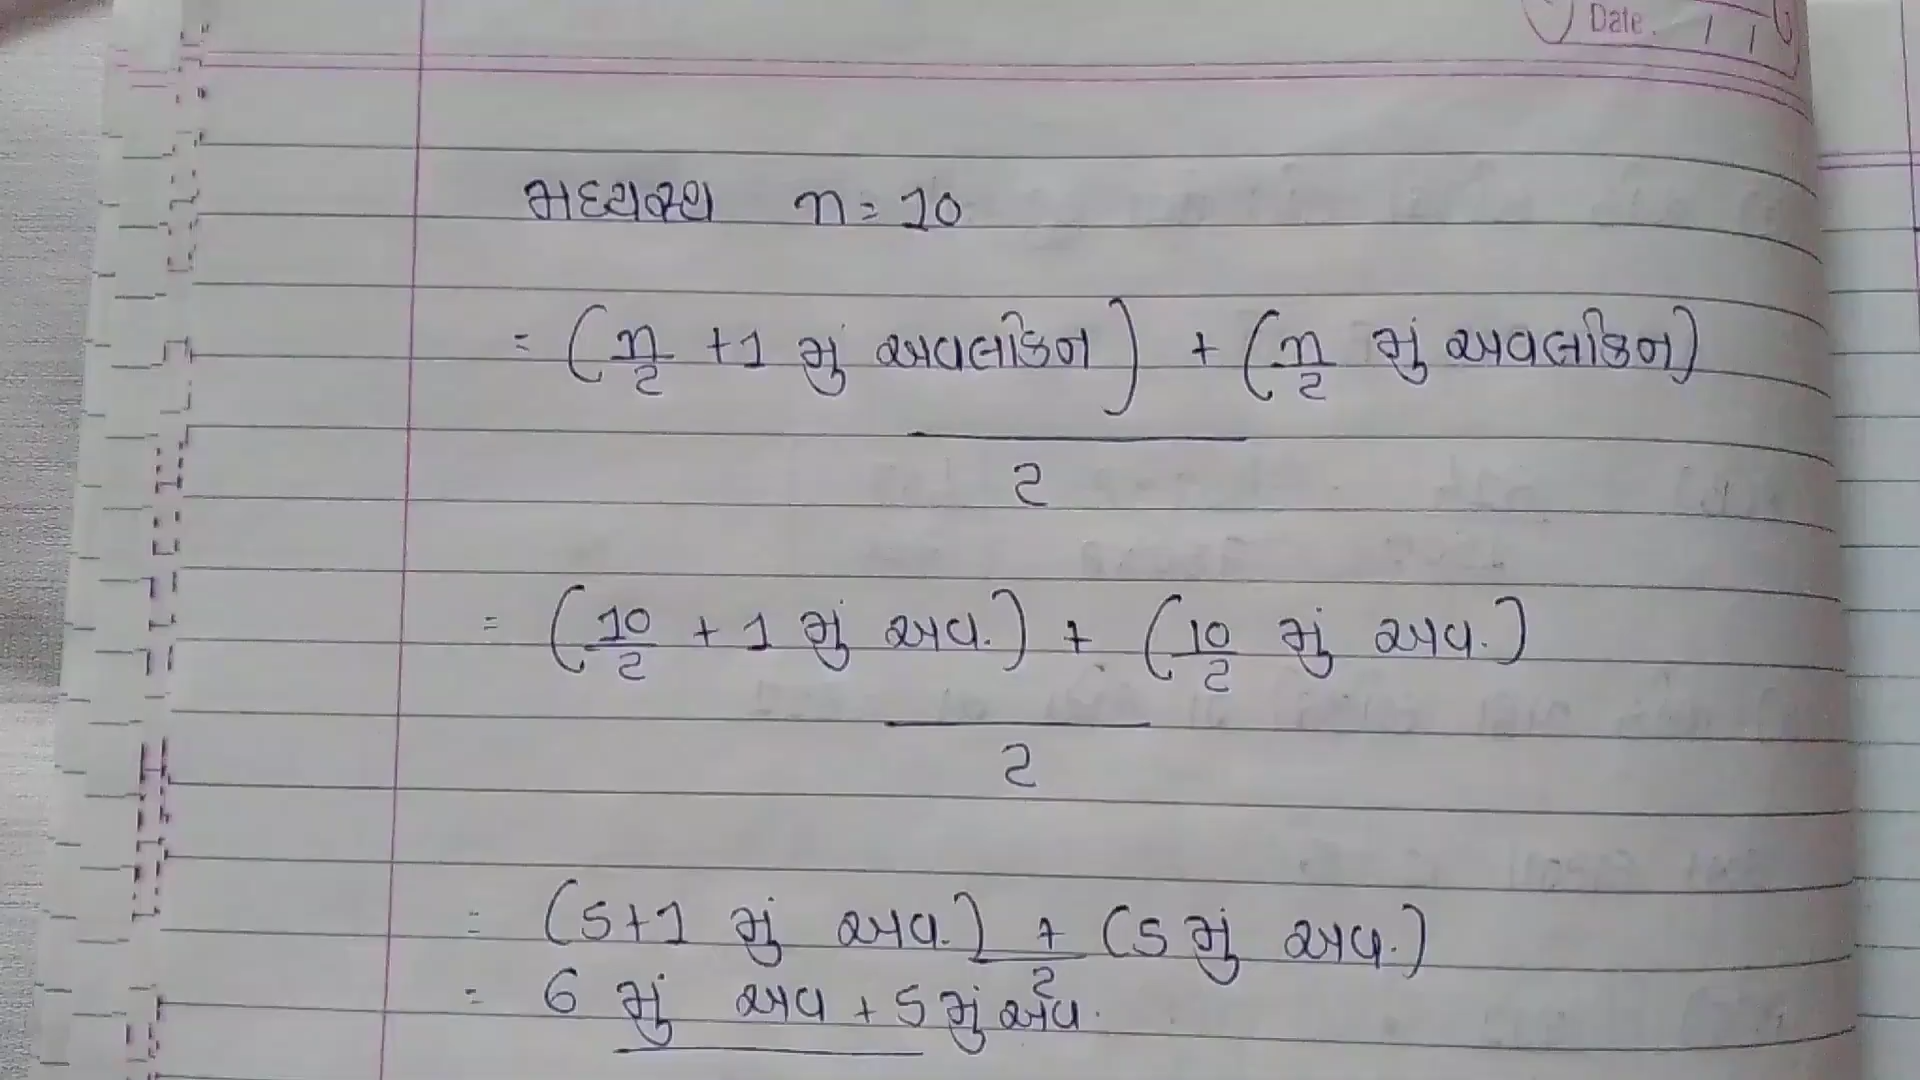 Date. / /
મધ્યસ્થ n = 10
= (n/2 + 1 મું અવલોકન) + (n/2 મું અવલોકન)
2
= (10/2 + 1 મું અવ.) + (10/2 મું અવ.)
2
= (5+1 મું અવ.) + (5 મું અવ.)
2
= 6 મું અવ + 5 મું અવ.